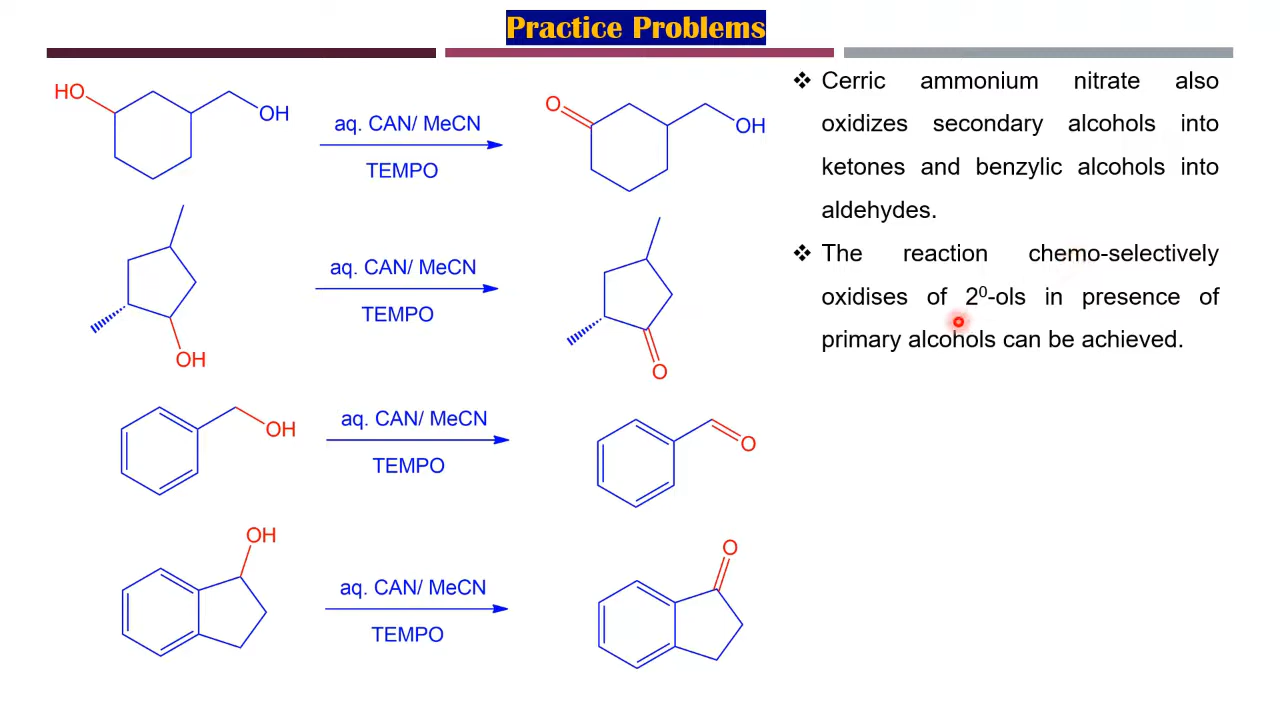 Practice Problems
HO
OH
aq. CAN/ MeCN
TEMPO
O
OH
aq. CAN/ MeCN
TEMPO
OH
O
aq. CAN/ MeCN
TEMPO
OH
O
OH
aq. CAN/ MeCN
TEMPO
O
❖ Cerric ammonium nitrate also
oxidizes secondary alcohols into
ketones and benzylic alcohols into
aldehydes.
❖ The reaction chemo-selectively
oxidises of 2⁰-ols in presence of
primary alcohols can be achieved.